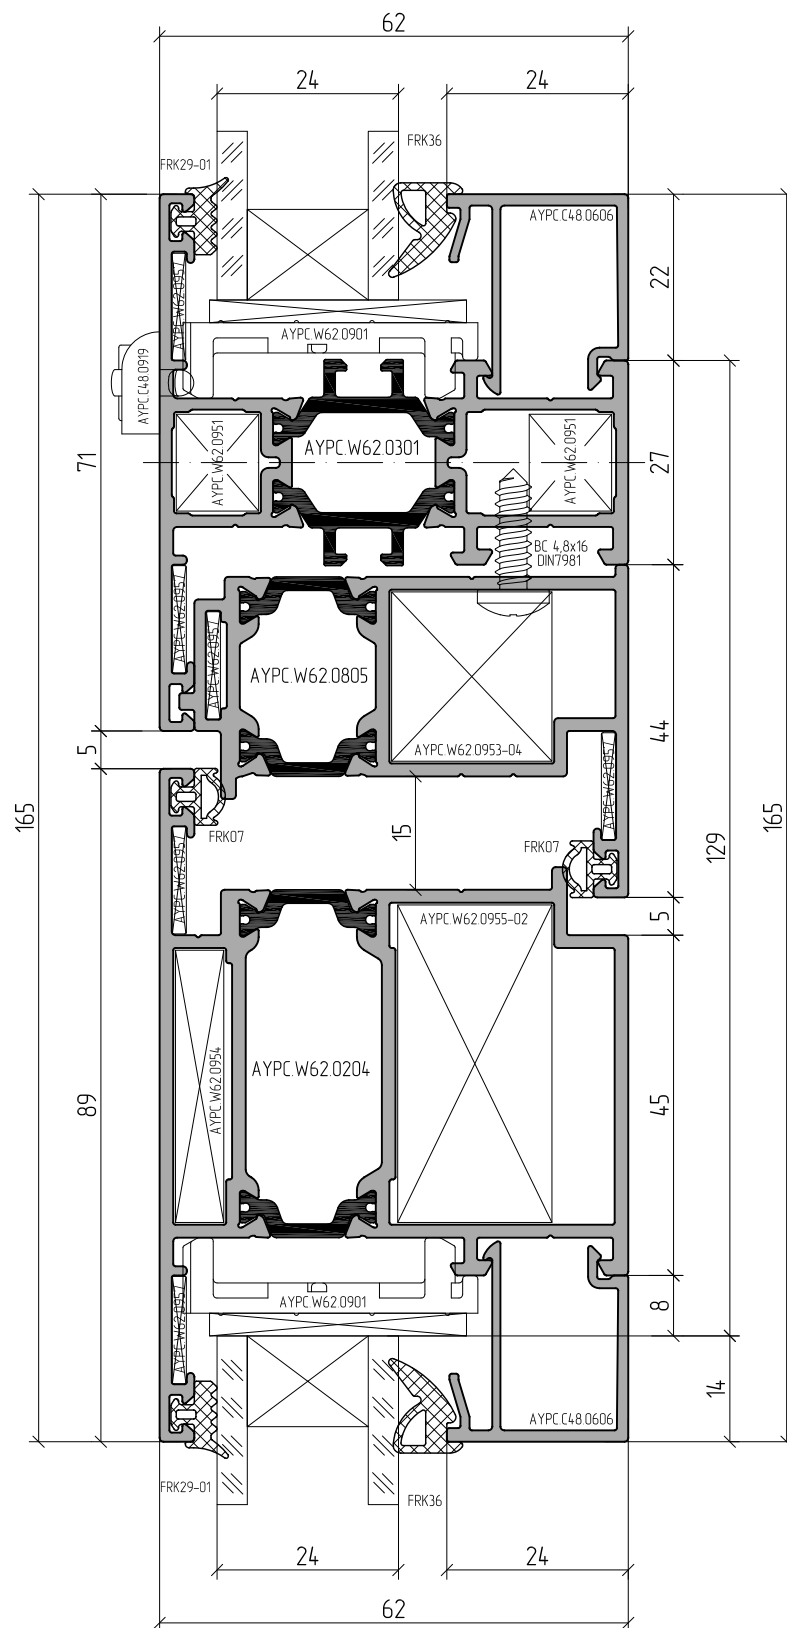 62
24
24
FRK36
FRK29-01
AYPC.C48.0606
AYPC.W62.0957
22
AYPC.W62.0901
AYPC.C48.0919
71
AYPC.W62.0951
AYPC.W62.0301
AYPC.W62.0951
27
BC 4,8x16
DIN7981
AYPC.W62.0957
AYPC.W62.0957
AYPC.W62.0805
44
AYPC.W62.0953-04
5
AYPC.W62.0957
165
FRK07
15
FRK07
129
165
AYPC.W62.0957
AYPC.W62.0955-02
5
AYPC.W62.0204
AYPC.W62.0954
89
45
AYPC.W62.0901
8
AYPC.W62.0957
14
AYPC.C48.0606
FRK29-01
FRK36
24
24
62